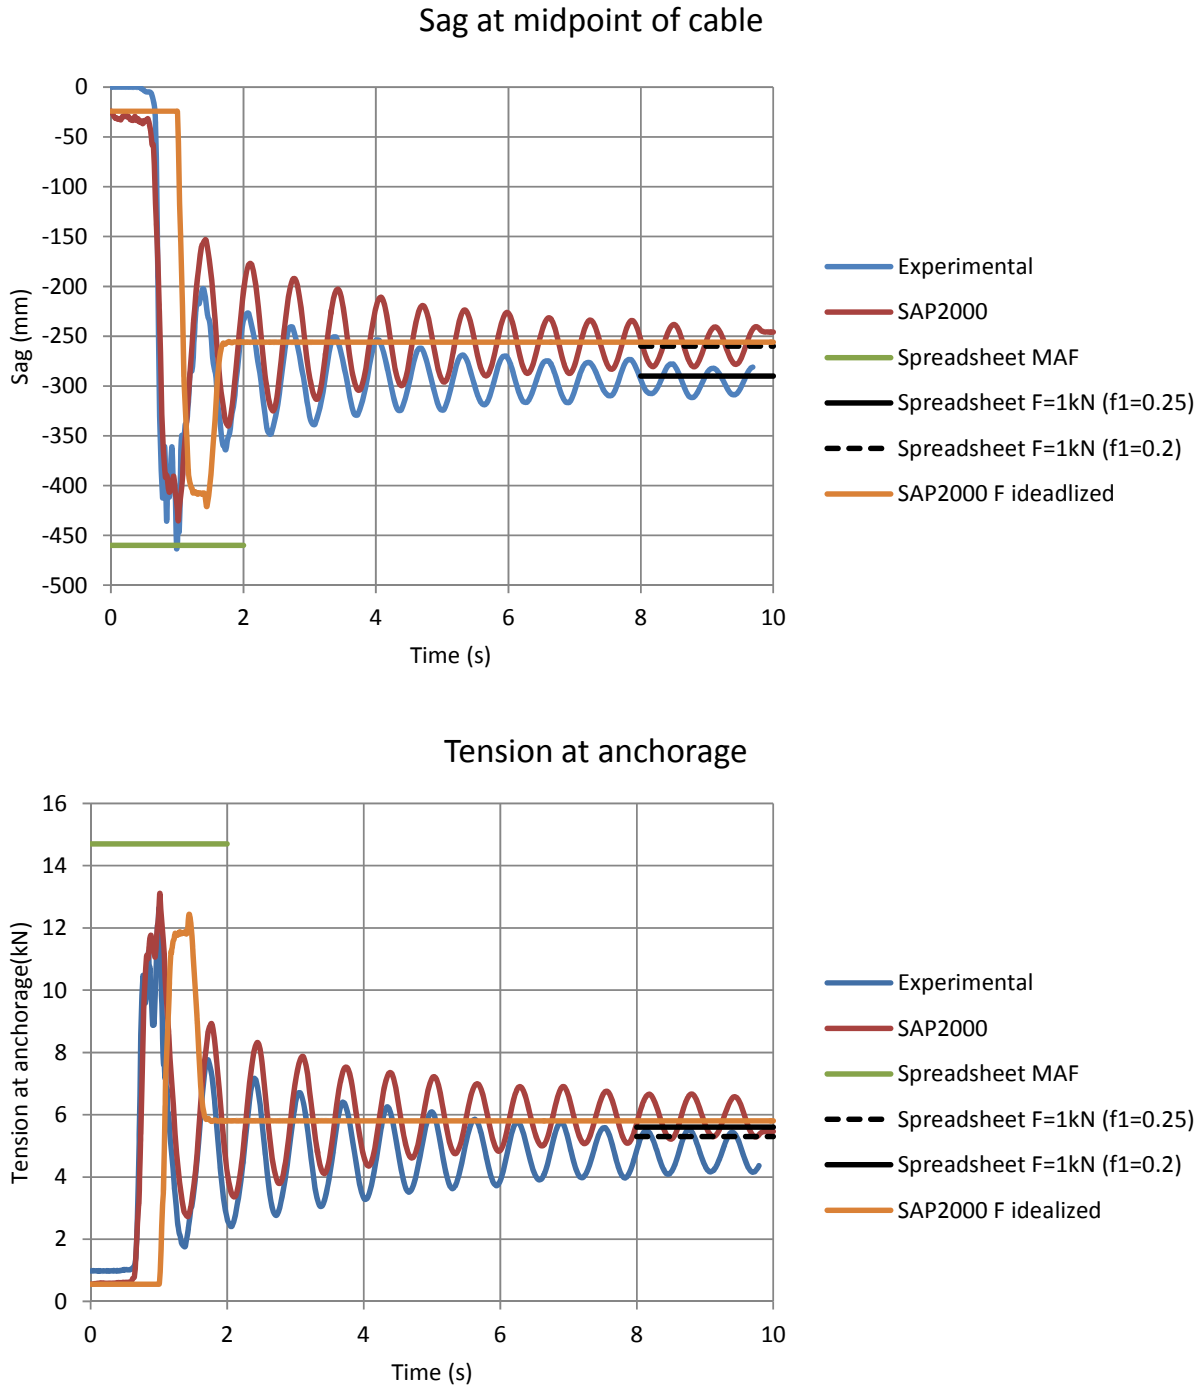 Sag at midpoint of cable
0
-50
-100
-150
-200
-250
-300
-350
-400
-450
-500
Sag (mm)
0 2 4 6 8 10
Time (s)
Experimental
SAP2000
Spreadsheet MAF
Spreadsheet F=1kN (f1=0.25)
Spreadsheet F=1kN (f1=0.2)
SAP2000 F ideadlized
Tension at anchorage
16
14
12
10
8
6
4
2
0
Tension at anchorage(kN)
0 2 4 6 8 10
Time (s)
Experimental
SAP2000
Spreadsheet MAF
Spreadsheet F=1kN (f1=0.25)
Spreadsheet F=1kN (f1=0.2)
SAP2000 F idealized